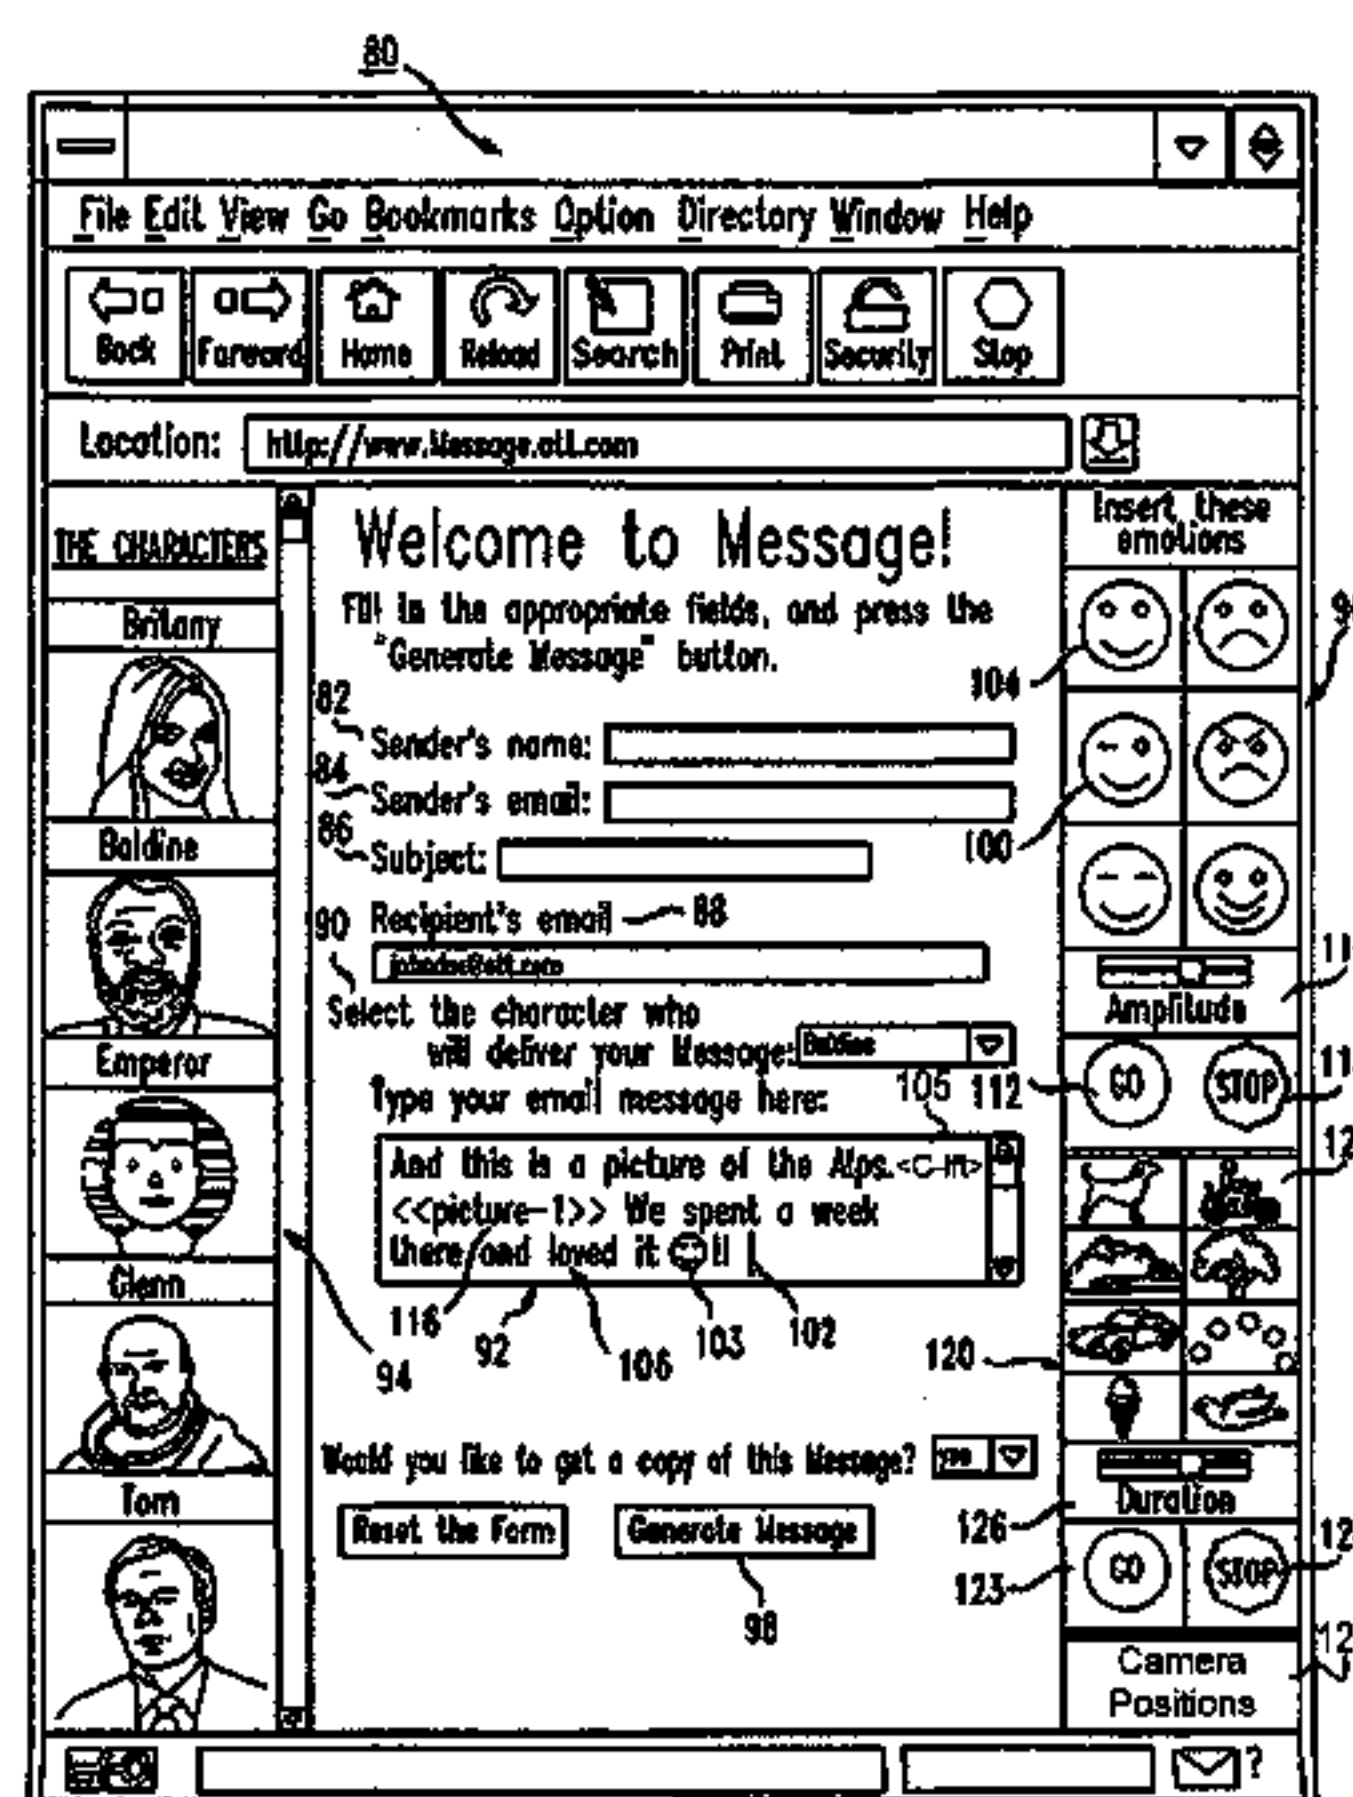 80
File Edit View Go Bookmarks Option Directory Window Help
Back Forward Home Reload Search Print Security Stop
Location: http://www.Message.att.com
THE CHARACTERS
Britany
Baldine
Emperor
Glenn
Tom
94
Welcome to Message!
Fill in the appropriate fields, and press the
"Generate Message" button.
82
Sender's name:
84
Sender's email:
86
Subject:
Recipient's email 88
90
johndoe@att.com
Select the character who
will deliver your Message: Baldine
Type your email message here:
105
And this is a picture of the Alps.<C-lft>
<<picture-1>> We spent a week
there and loved it !!
116 92 106 103 102
Would you like to get a copy of this Message? yes
Reset the Form Generate Message
98
Insert these
emotions
104
100
Amplitude
112 GO STOP
120
Duration
126
123 GO STOP
Camera
Positions
?